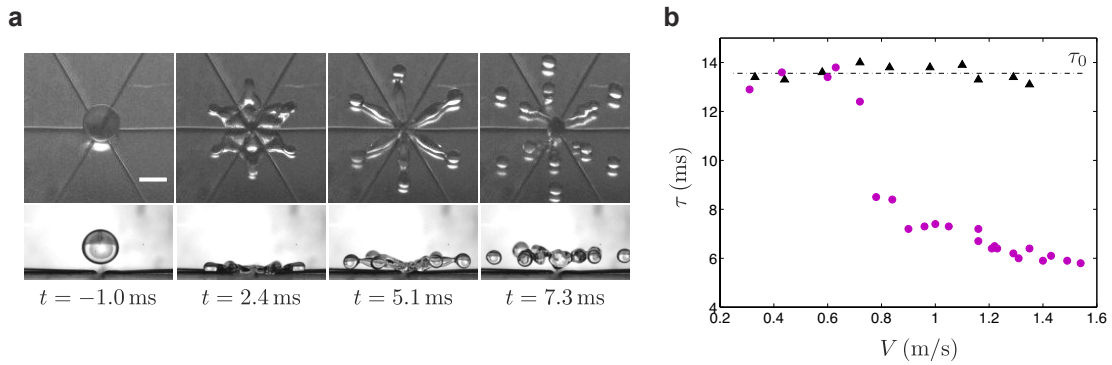 a
t = −1.0 ms
t = 2.4 ms
t = 5.1 ms
t = 7.3 ms
b
τ (ms)
14
12
10
8
6
4
τ₀
0.2 0.4 0.6 0.8 1 1.2 1.4 1.6
V (m/s)